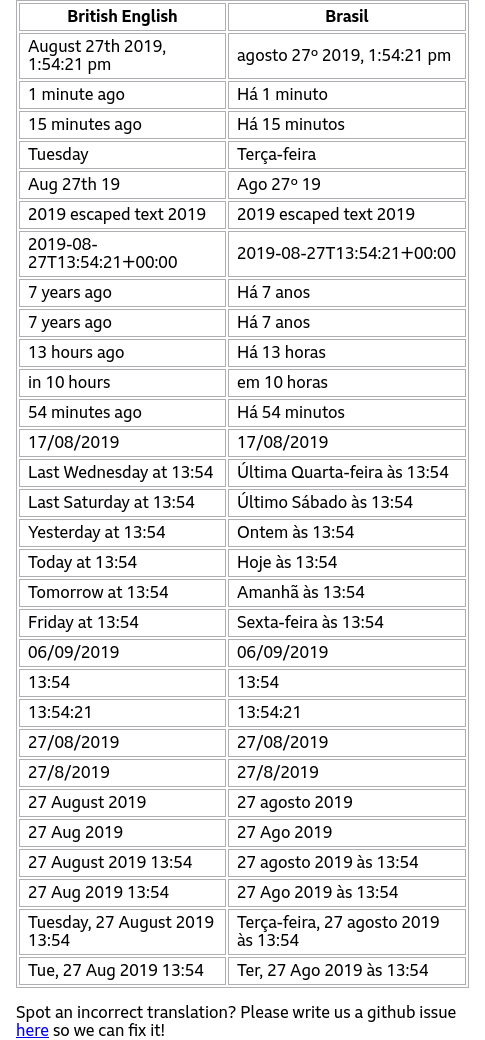 British English Brasil
August 27th 2019, 1:54:21 pm agosto 27º 2019, 1:54:21 pm
1 minute ago Há 1 minuto
15 minutes ago Há 15 minutos
Tuesday Terça-feira
Aug 27th 19 Ago 27º 19
2019 escaped text 2019 2019 escaped text 2019
2019-08-27T13:54:21+00:00 2019-08-27T13:54:21+00:00
7 years ago Há 7 anos
7 years ago Há 7 anos
13 hours ago Há 13 horas
in 10 hours em 10 horas
54 minutes ago Há 54 minutos
17/08/2019 17/08/2019
Last Wednesday at 13:54 Última Quarta-feira às 13:54
Last Saturday at 13:54 Último Sábado às 13:54
Yesterday at 13:54 Ontem às 13:54
Today at 13:54 Hoje às 13:54
Tomorrow at 13:54 Amanhã às 13:54
Friday at 13:54 Sexta-feira às 13:54
06/09/2019 06/09/2019
13:54 13:54
13:54:21 13:54:21
27/08/2019 27/08/2019
27/8/2019 27/8/2019
27 August 2019 27 agosto 2019
27 Aug 2019 27 Ago 2019
27 August 2019 13:54 27 agosto 2019 às 13:54
27 Aug 2019 13:54 27 Ago 2019 às 13:54
Tuesday, 27 August 2019 13:54 Terça-feira, 27 agosto 2019 às 13:54
Tue, 27 Aug 2019 13:54 Ter, 27 Ago 2019 às 13:54
Spot an incorrect translation? Please write us a github issue
here so we can fix it!